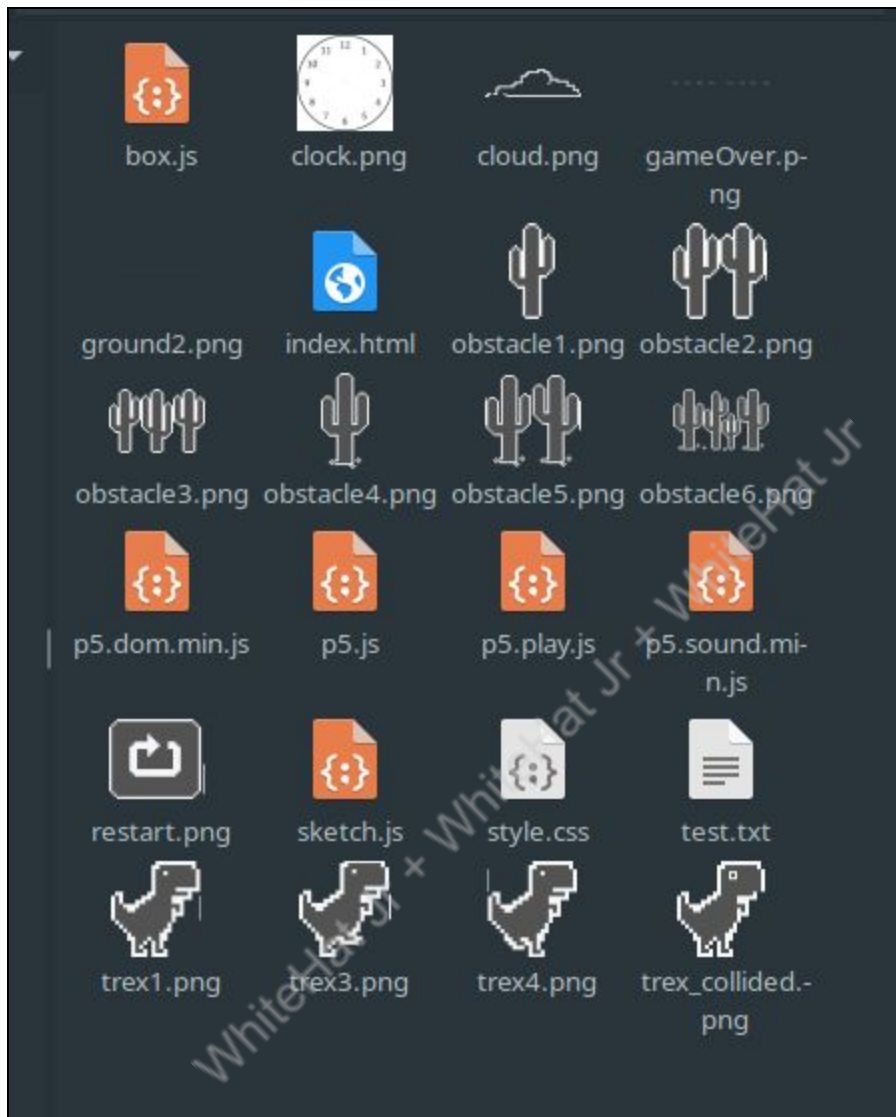 box.js
clock.png
cloud.png
gameOver.p-
ng
ground2.png
index.html
obstacle1.png
obstacle2.png
obstacle3.png
obstacle4.png
obstacle5.png
obstacle6.png
p5.dom.min.js
p5.js
p5.play.js
p5.sound.mi-
n.js
restart.png
sketch.js
style.css
test.txt
trex1.png
trex3.png
trex4.png
trex_collided.-
png
WhiteHat Jr + WhiteHat Jr + WhiteHat Jr